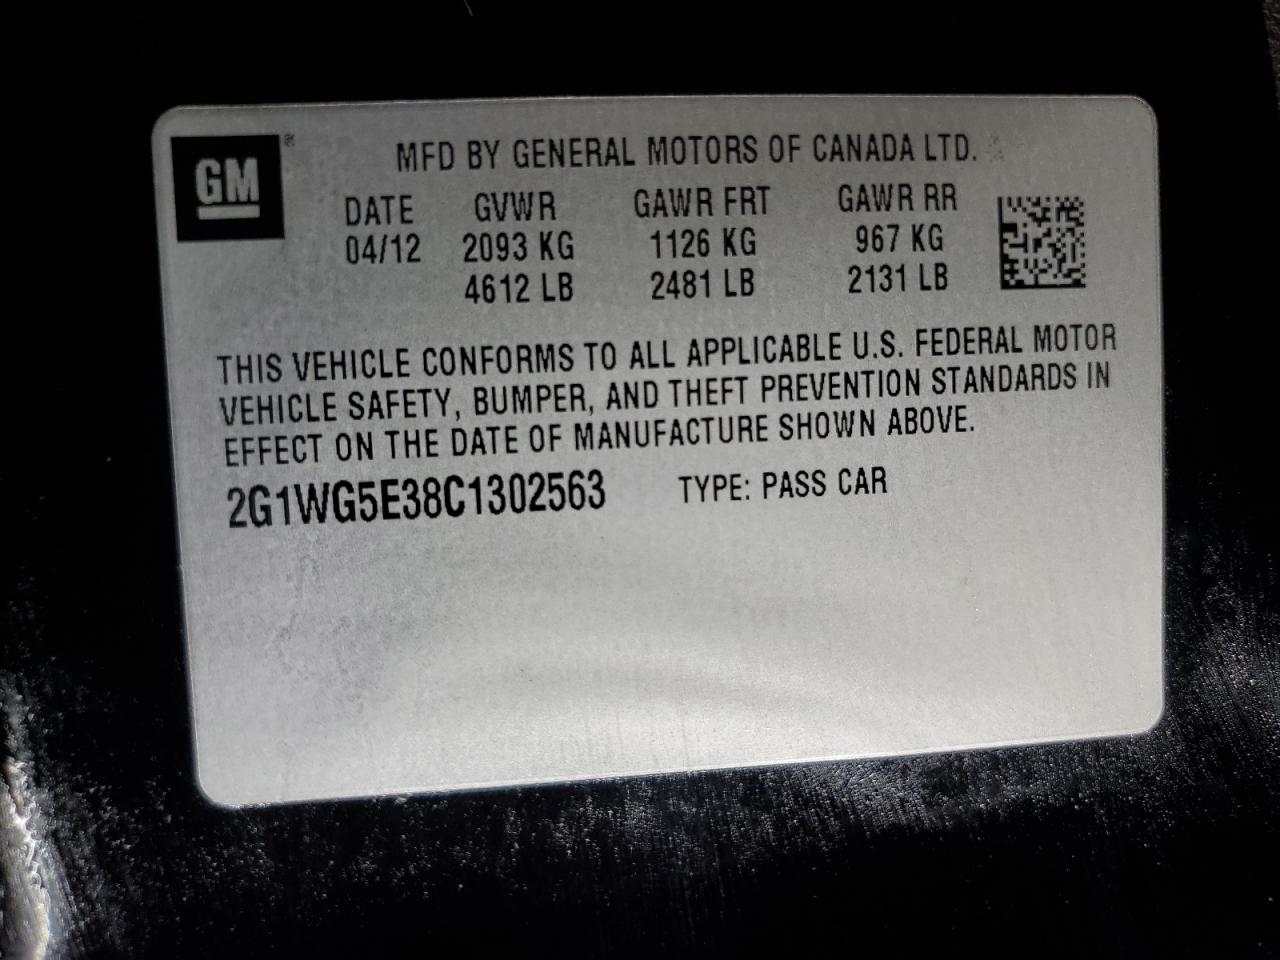 GM
MFD BY GENERAL MOTORS OF CANADA LTD.
DATE GVWR GAWR FRT GAWR RR
04/12 2093 KG 1126 KG 967 KG
4612 LB 2481 LB 2131 LB
THIS VEHICLE CONFORMS TO ALL APPLICABLE U.S. FEDERAL MOTOR
VEHICLE SAFETY, BUMPER, AND THEFT PREVENTION STANDARDS IN
EFFECT ON THE DATE OF MANUFACTURE SHOWN ABOVE.
2G1WG5E38C1302563 TYPE: PASS CAR